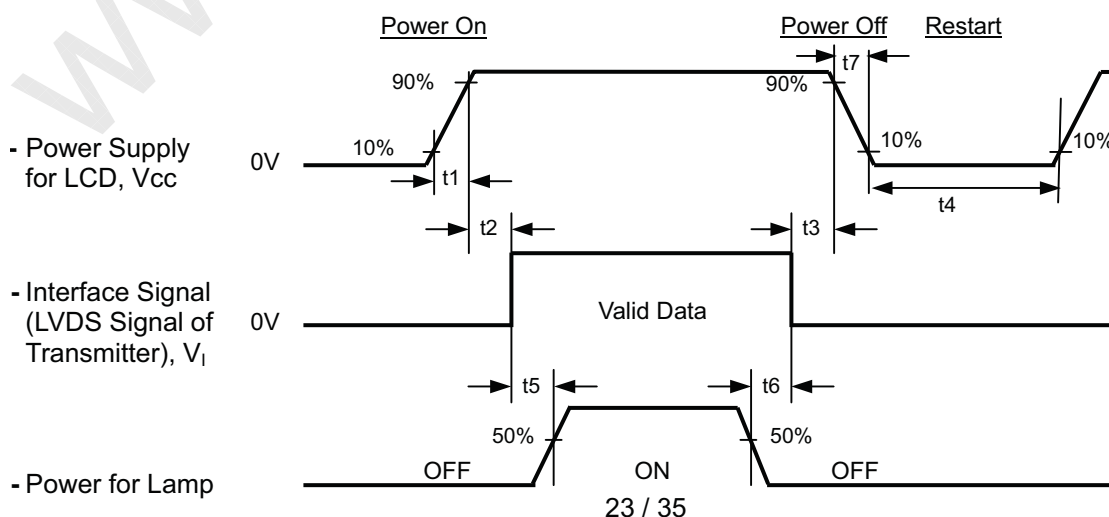 Power On
Power Off
Restart
t7
90%
90%
10%
10%
10%
- Power Supply
for LCD, Vcc
0V
t1
t4
t2
t3
- Interface Signal
(LVDS Signal of
Transmitter), VI
0V
Valid Data
t5
t6
50%
50%
- Power for Lamp
OFF
ON
OFF
23 / 35